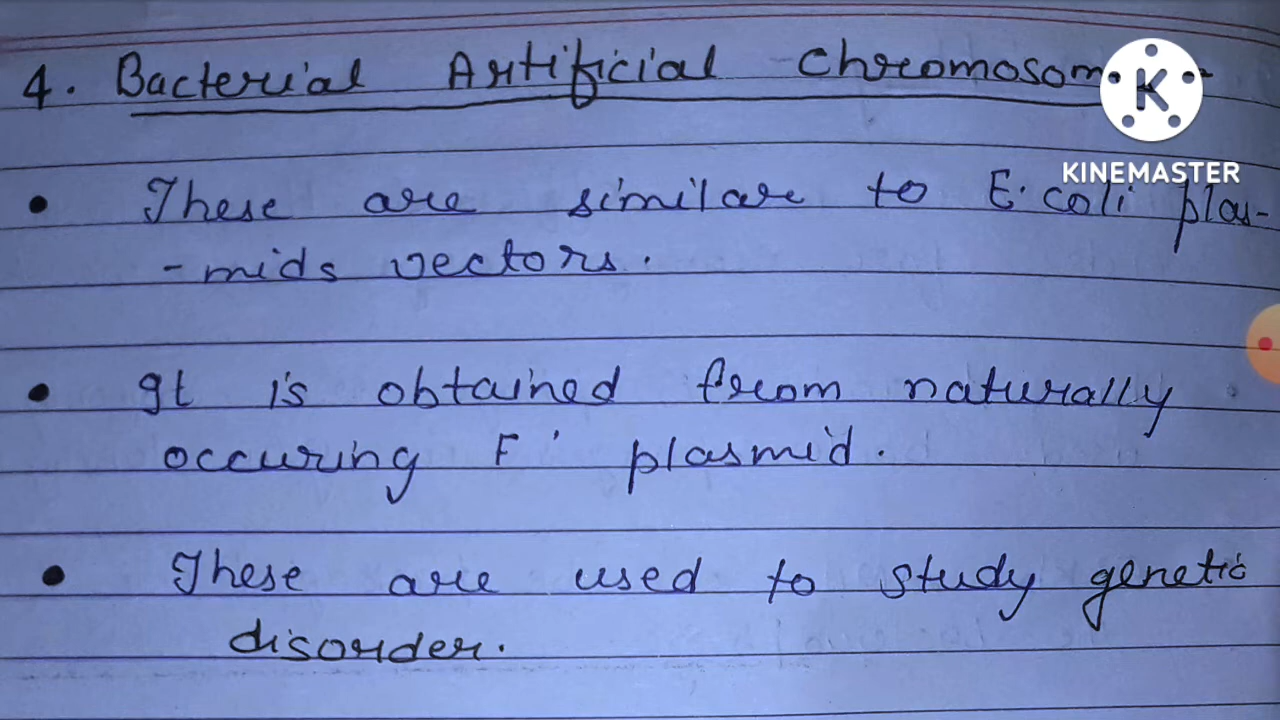 4. Bacterial Artificial Chromosom
K
KINEMASTER
• These are similare to E.coli plas-
-mids vectors.
• It is obtained from naturally
occuring F' plasmid.
• These are used to study genetic
disorder.